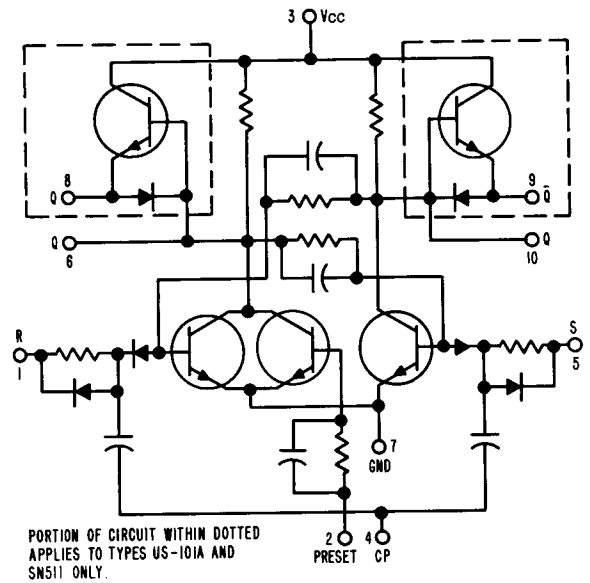 3 Vcc
8
Q
9
Q̄
Q
6
Q
10
R
1
S
5
7
GND
2
PRESET
4
CP
PORTION OF CIRCUIT WITHIN DOTTED
APPLIES TO TYPES US-101A AND
SN511 ONLY.